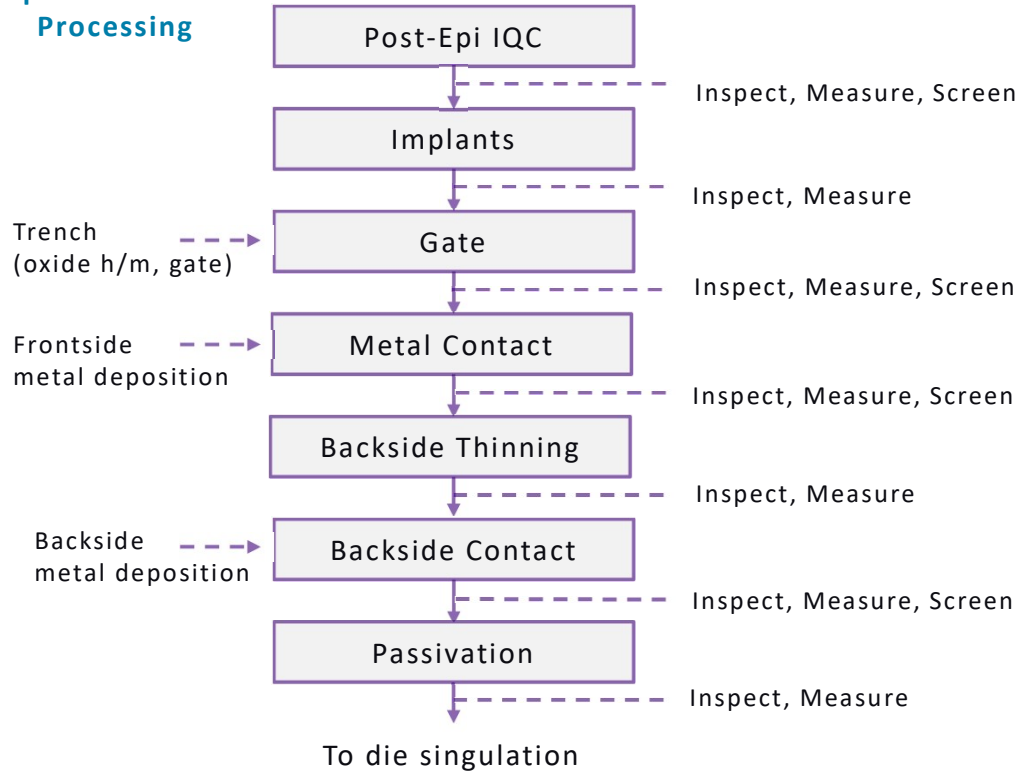 Processing
Post-Epi IQC
Inspect, Measure, Screen
Implants
Inspect, Measure
Trench
(oxide h/m, gate)
Gate
Inspect, Measure, Screen
Frontside
metal deposition
Metal Contact
Inspect, Measure, Screen
Backside Thinning
Inspect, Measure
Backside
metal deposition
Backside Contact
Inspect, Measure, Screen
Passivation
Inspect, Measure
To die singulation